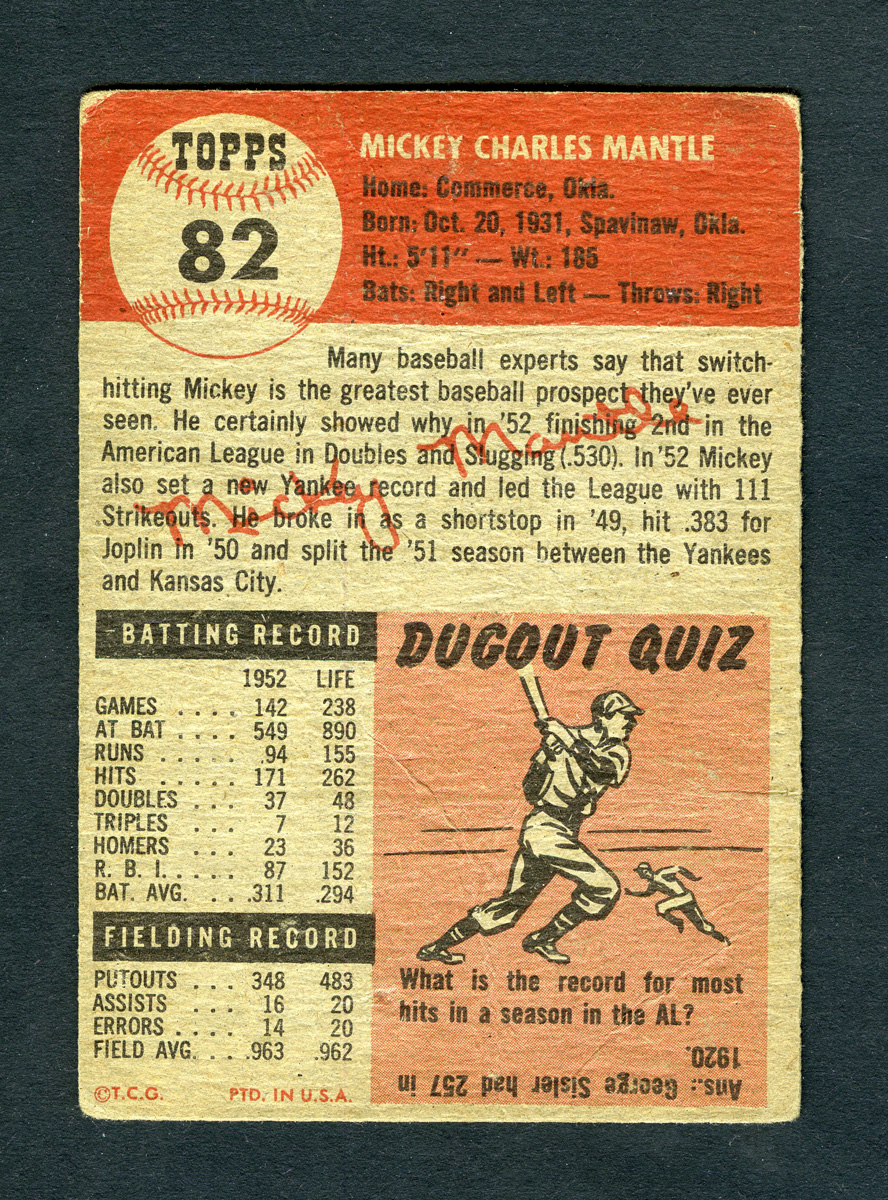 TOPPS
82
MICKEY CHARLES MANTLE
Home: Commerce, Okla.
Born: Oct. 20, 1931, Spavinaw, Okla.
Ht.: 5'11" — Wt.: 185
Bats: Right and Left — Throws: Right
Many baseball experts say that switch-
hitting Mickey is the greatest baseball prospect they've ever
seen. He certainly showed why in '52 finishing 2nd in the
American League in Doubles and Slugging (.530). In '52 Mickey
also set a new Yankee record and led the League with 111
Strikeouts. He broke in as a shortstop in '49, hit .383 for
Joplin in '50 and split the '51 season between the Yankees
and Kansas City.
Micky Mantle
BATTING RECORD
1952 LIFE
GAMES . . . . 142 238
AT BAT . . . . 549 890
RUNS . . . . . 94 155
HITS . . . . . 171 262
DOUBLES . . . 37 48
TRIPLES . . . 7 12
HOMERS . . . 23 36
R. B. I. . . . . 87 152
BAT. AVG. . . . .311 .294
FIELDING RECORD
PUTOUTS . . . 348 483
ASSISTS . . . 16 20
ERRORS . . . . 14 20
FIELD AVG. . . . .963 .962
©T.C.G. PTD. IN U.S.A.
DUGOUT QUIZ
What is the record for most
hits in a season in the AL?
Ans.: George Sisler had 257 in
1920.